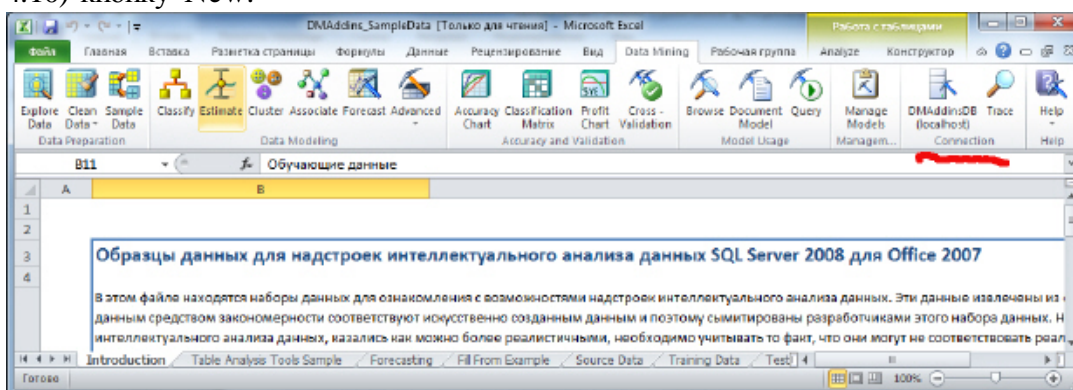 4.10) кнопку New.
DMAddins_SampleData [Только для чтения] - Microsoft Excel
Работа с таблицами
Файл Главная Вставка Разметка страницы Формулы Данные Рецензирование Вид Data Mining Рабочая группа Analyze Конструктор
Explore Data Clean Data Sample Data Classify Estimate Cluster Associate Forecast Advanced Accuracy Chart Classification Matrix Profit Chart Cross - Validation Browse Document Model Query Manage Models DMAddinsDB (localhost) Trace Help
Data Preparation Data Modeling Accuracy and Validation Model Usage Managem... Connection Help
B11 fx Обучающие данные
A B
1
2
3 Образцы данных для надстроек интеллектуального анализа данных SQL Server 2008 для Office 2007
4
В этом файле находятся наборы данных для ознакомления с возможностями надстроек интеллектуального анализа данных. Эти данные извлечены из
данным средством закономерности соответствуют искусственно созданным данным и поэтому сымитированы разработчиками этого набора данных. Н
интеллектуального анализа данных, казались как можно более реалистичными, необходимо учитывать то факт, что они могут не соответствовать реал
Introduction Table Analysis Tools Sample Forecasting Fill From Example Source Data Training Data Testi
Готово 100%